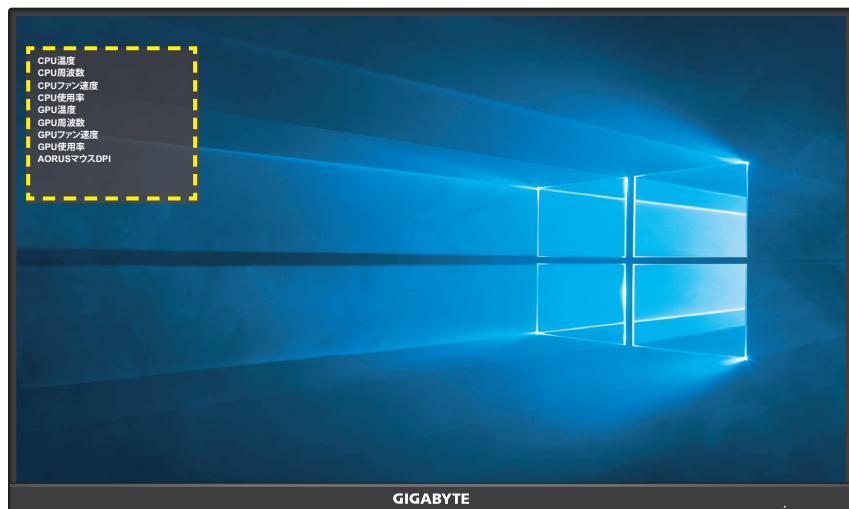 CPU温度
CPU周波数
CPUファン速度
CPU使用率
GPU温度
GPU周波数
GPUファン速度
GPU使用率
AORUSマウスDPI
GIGABYTE